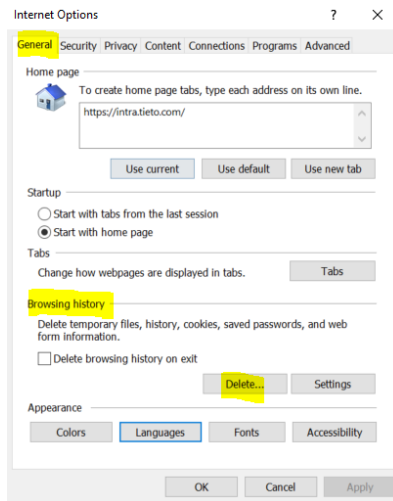 Internet Options ? ×
General Security Privacy Content Connections Programs Advanced
Home page
To create home page tabs, type each address on its own line.
https://intra.tieto.com/
Use current Use default Use new tab
Startup
Start with tabs from the last session
Start with home page
Tabs
Change how webpages are displayed in tabs. Tabs
Browsing history
Delete temporary files, history, cookies, saved passwords, and web
form information.
Delete browsing history on exit
Delete... Settings
Appearance
Colors Languages Fonts Accessibility
OK Cancel Apply